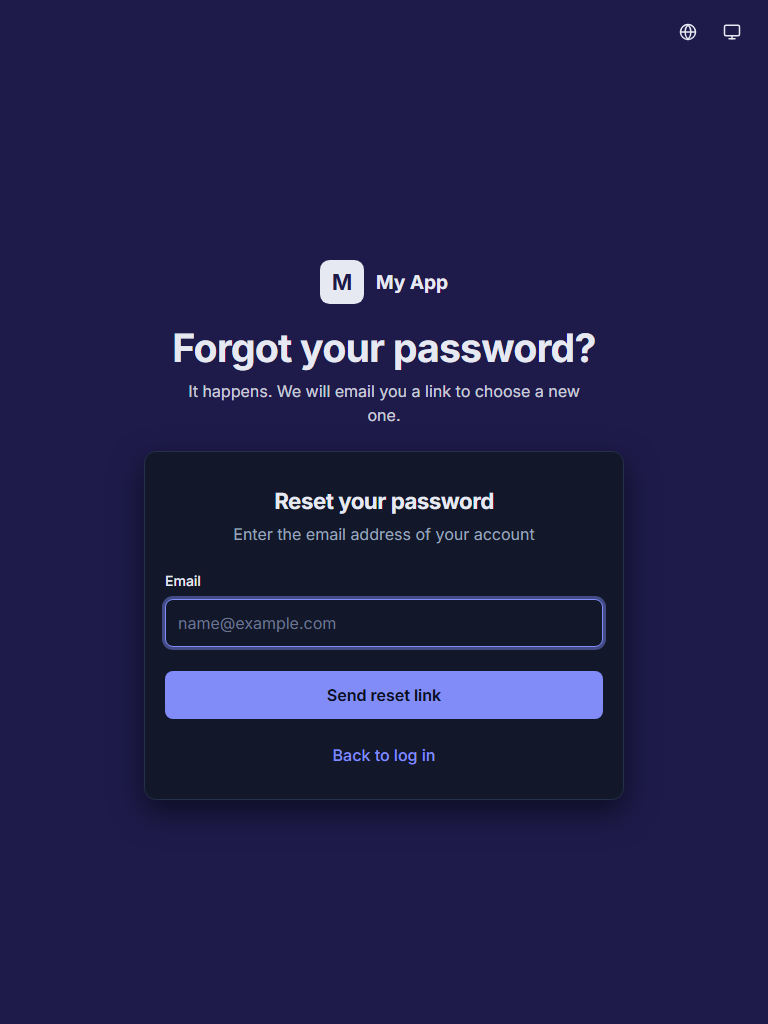 M My App
Forgot your password?
It happens. We will email you a link to choose a new
one.
Reset your password
Enter the email address of your account
Email
name@example.com
Send reset link
Back to log in